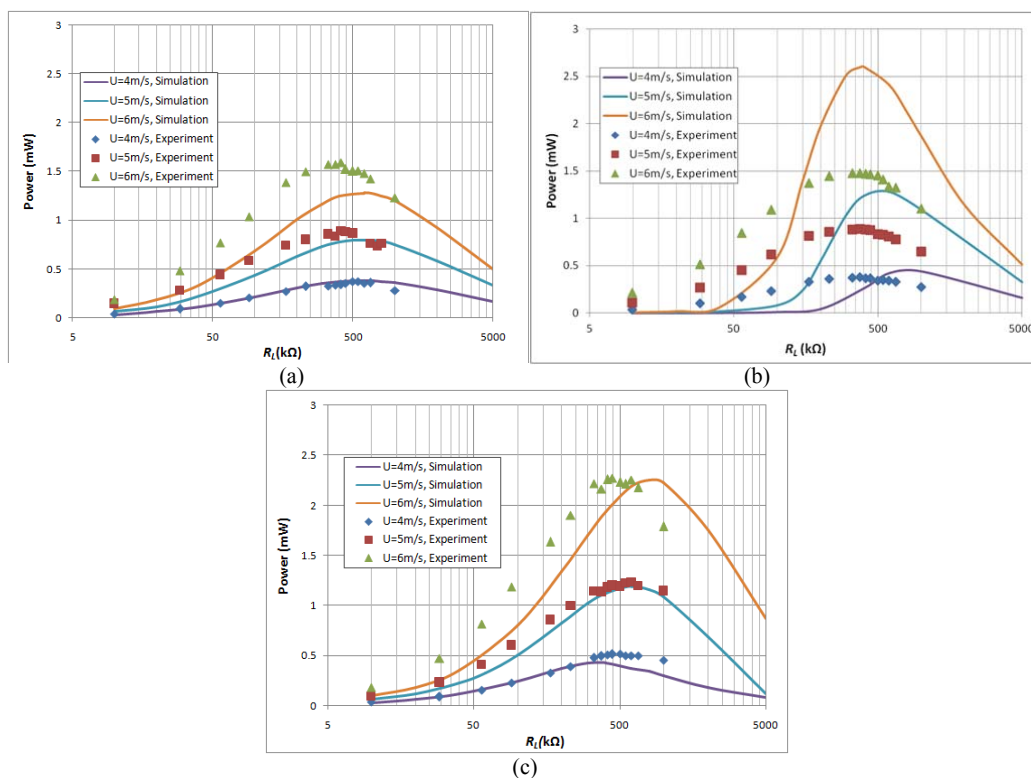 3
2.5
2
1.5
1
0.5
0
Power (mW)
U=4m/s, Simulation
U=5m/s, Simulation
U=6m/s, Simulation
U=4m/s, Experiment
U=5m/s, Experiment
U=6m/s, Experiment
5 50 500 5000
RL(kΩ)
(a)
3
2.5
2
1.5
1
0.5
0
Power (mW)
U=4m/s, Simulation
U=5m/s, Simulation
U=6m/s, Simulation
U=4m/s, Experiment
U=5m/s, Experiment
U=6m/s, Experiment
5 50 500 5000
RL (kΩ)
(b)
3
2.5
2
1.5
1
0.5
0
Power (mW)
U=4m/s, Simulation
U=5m/s, Simulation
U=6m/s, Simulation
U=4m/s, Experiment
U=5m/s, Experiment
U=6m/s, Experiment
5 50 500 5000
RL(kΩ)
(c)